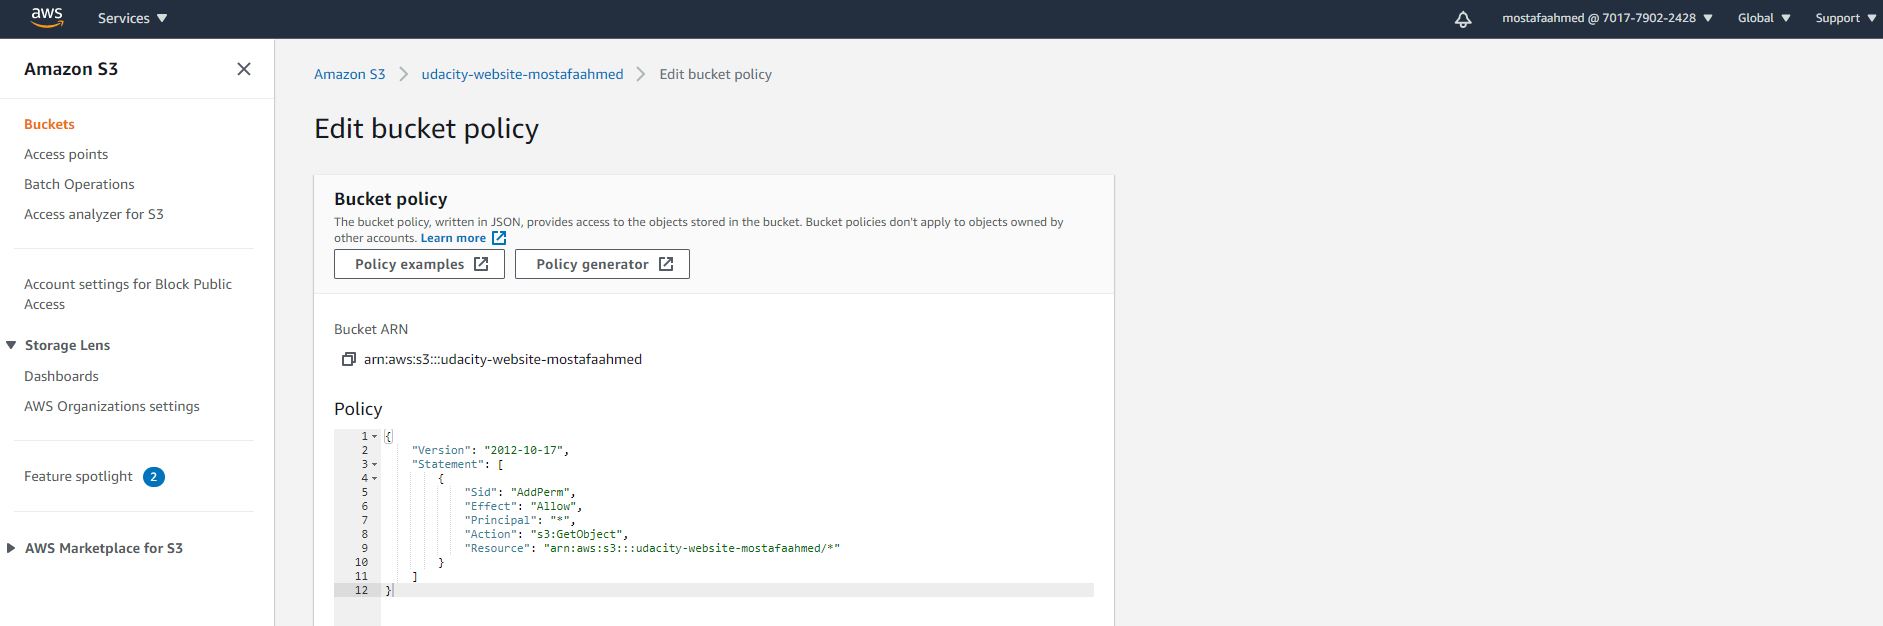 aws
Services
mostafaahmed @ 7017-7902-2428
Global
Support
Amazon S3
Buckets
Access points
Batch Operations
Access analyzer for S3
Account settings for Block Public
Access
Storage Lens
Dashboards
AWS Organizations settings
Feature spotlight 2
AWS Marketplace for S3
Amazon S3 > udacity-website-mostafaahmed > Edit bucket policy
Edit bucket policy
Bucket policy
The bucket policy, written in JSON, provides access to the objects stored in the bucket. Bucket policies don't apply to objects owned by
other accounts. Learn more
Policy examples
Policy generator
Bucket ARN
arn:aws:s3:::udacity-website-mostafaahmed
Policy
1 {
2 "Version": "2012-10-17",
3 "Statement": [
4 {
5 "Sid": "AddPerm",
6 "Effect": "Allow",
7 "Principal": "*",
8 "Action": "s3:GetObject",
9 "Resource": "arn:aws:s3:::udacity-website-mostafaahmed/*"
10 }
11 ]
12 }